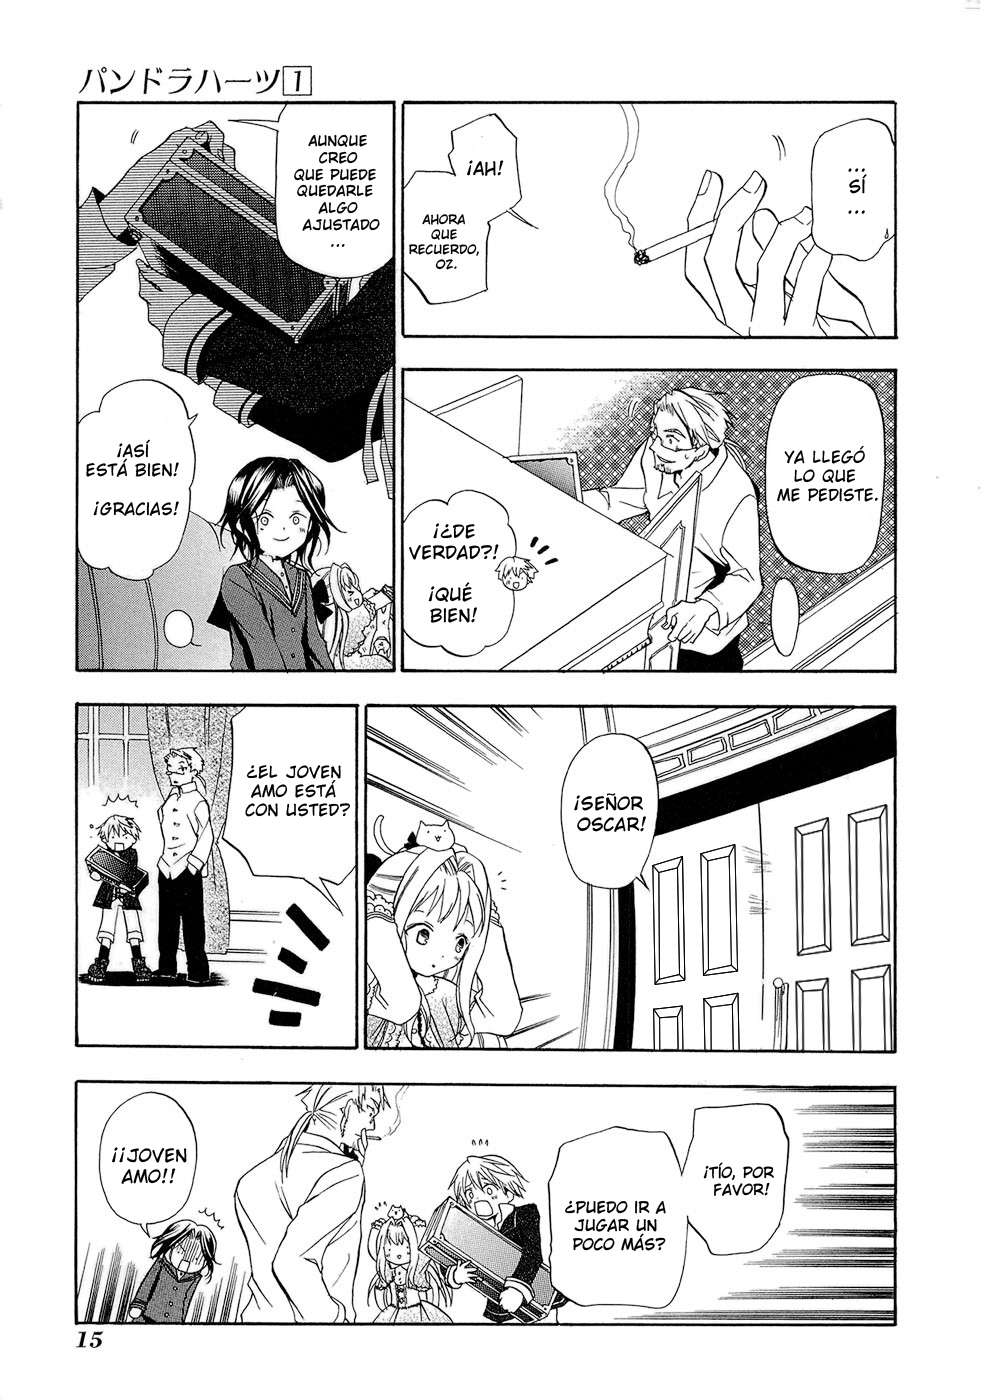 パンドラハーツ1
...
SÍ
...
¡AH!
AHORA
QUE
RECUERDO,
OZ.
YA LLEGÓ
LO QUE
ME PEDISTE.
¡¿DE
VERDAD?!
¡QUÉ
BIEN!
AUNQUE
CREO
QUE PUEDE
QUEDARLE
ALGO
AJUSTADO
...
¡ASÍ
ESTÁ BIEN!
¡GRACIAS!
¡SEÑOR
OSCAR!
¿EL JOVEN
AMO ESTÁ
CON USTED?
¡TÍO, POR
FAVOR!
¿PUEDO IR A
JUGAR UN
POCO MÁS?
¡¡JOVEN
AMO!!
15